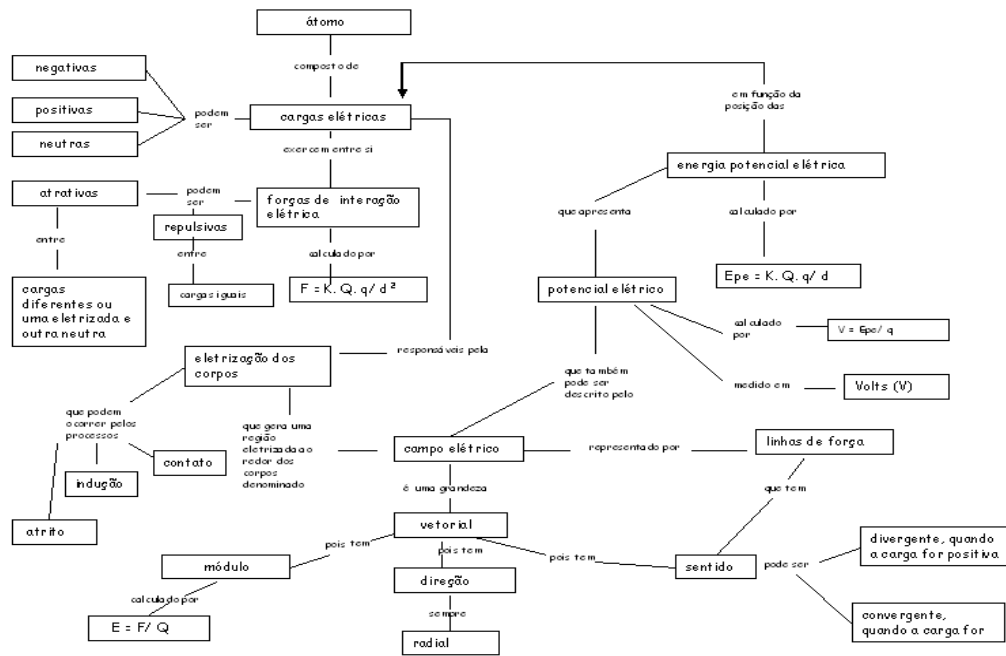 átomo
composto de
negativas
positivas
neutras
podem
ser
cargas elétricas
em função da
posição das
exercem entre si
energia potencial elétrica
atrativas
podem
ser
forças de interação
elétrica
repulsivas
entre
entre
cargas iguais
calculado por
F = K. Q. q/ d ²
cargas
diferentes ou
uma eletrizada e
outra neutra
que apresenta
calculado por
Epe = K. Q. q/ d
potencial elétrico
calculado
por
V = Epe/ q
medido em
Volts (V)
responsáveis pela
eletrização dos
corpos
que também
pode ser
descrito pelo
que podem
ocorrer pelos
processos
contato
indução
atrito
que gera uma
região
eletrizada ao
redor dos
corpos
denominado
campo elétrico
representado por
linhas de força
que tem
é uma grandeza
vetorial
pois tem
pois tem
pois tem
módulo
direção
sentido
pode ser
divergente, quando
a carga for positiva
convergente,
quando a carga for
calculado por
E = F/ Q
sempre
radial